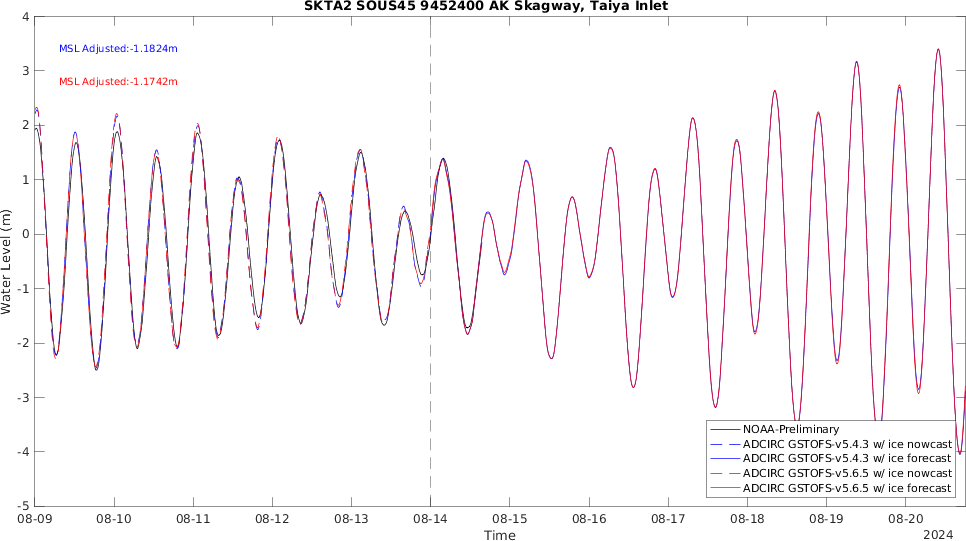 SKTA2 SOUS45 9452400 AK Skagway, Taiya Inlet
MSL Adjusted:-1.1824m
MSL Adjusted:-1.1742m
Water Level (m)
4
3
2
1
0
-1
-2
-3
-4
-5
NOAA-Preliminary
ADCIRC GSTOFS-v5.4.3 w/ ice nowcast
ADCIRC GSTOFS-v5.4.3 w/ ice forecast
ADCIRC GSTOFS-v5.6.5 w/ ice nowcast
ADCIRC GSTOFS-v5.6.5 w/ ice forecast
08-09 08-10 08-11 08-12 08-13 08-14 08-15 08-16 08-17 08-18 08-19 08-20
Time
2024